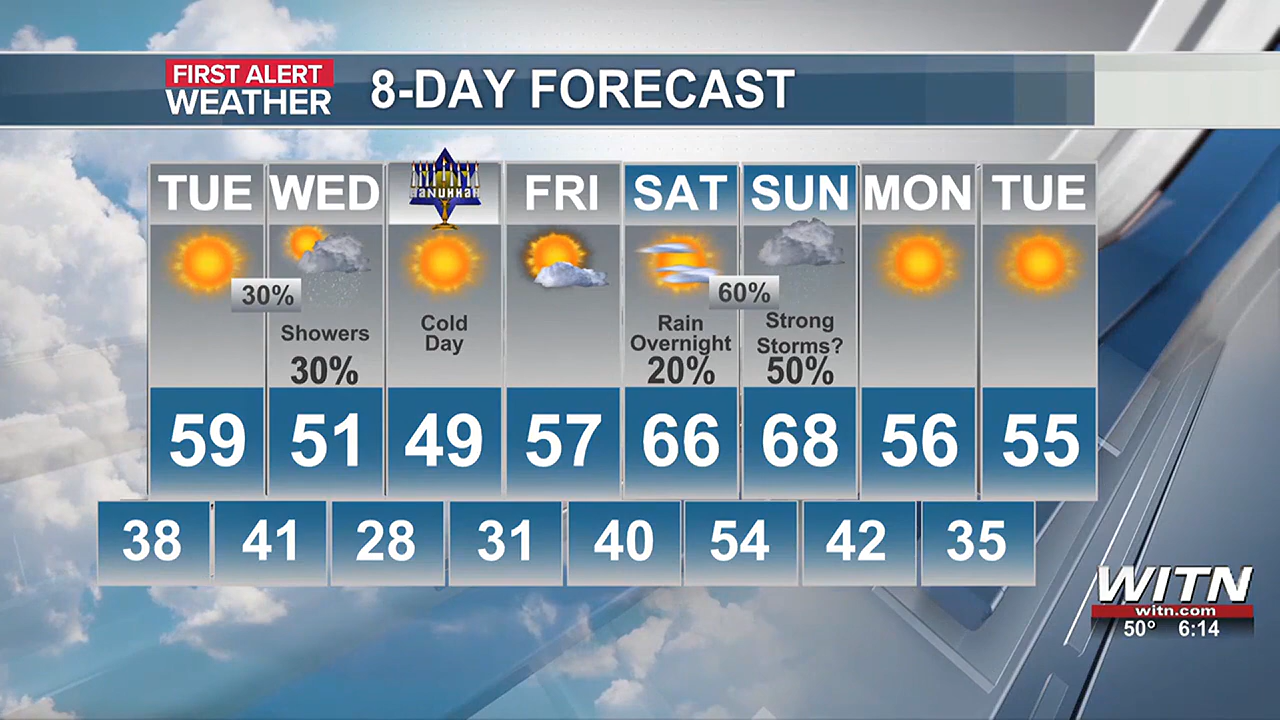 FIRST ALERT
WEATHER
8-DAY FORECAST
TUE WED HANUKKAH FRI SAT SUN MON TUE
30% 60%
Showers
30%
Cold
Day
Rain
Overnight
20%
Strong
Storms?
50%
59 51 49 57 66 68 56 55
38 41 28 31 40 54 42 35
WITN
witn.com
50° 6:14